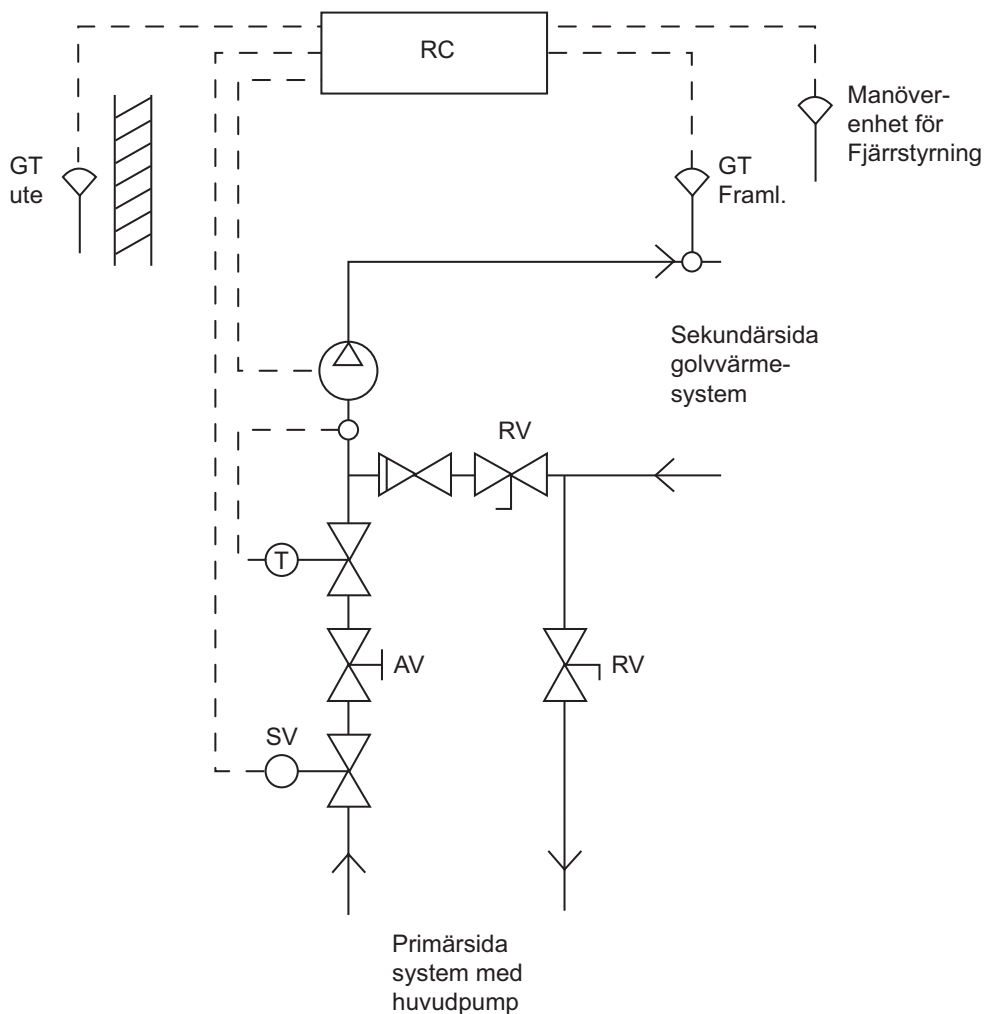 RC
Manöver-
enhet för
Fjärrstyrning
GT
ute
GT
Framl.
Sekundärsida
golvvärme-
system
RV
T
AV
RV
SV
Primärsida
system med
huvudpump